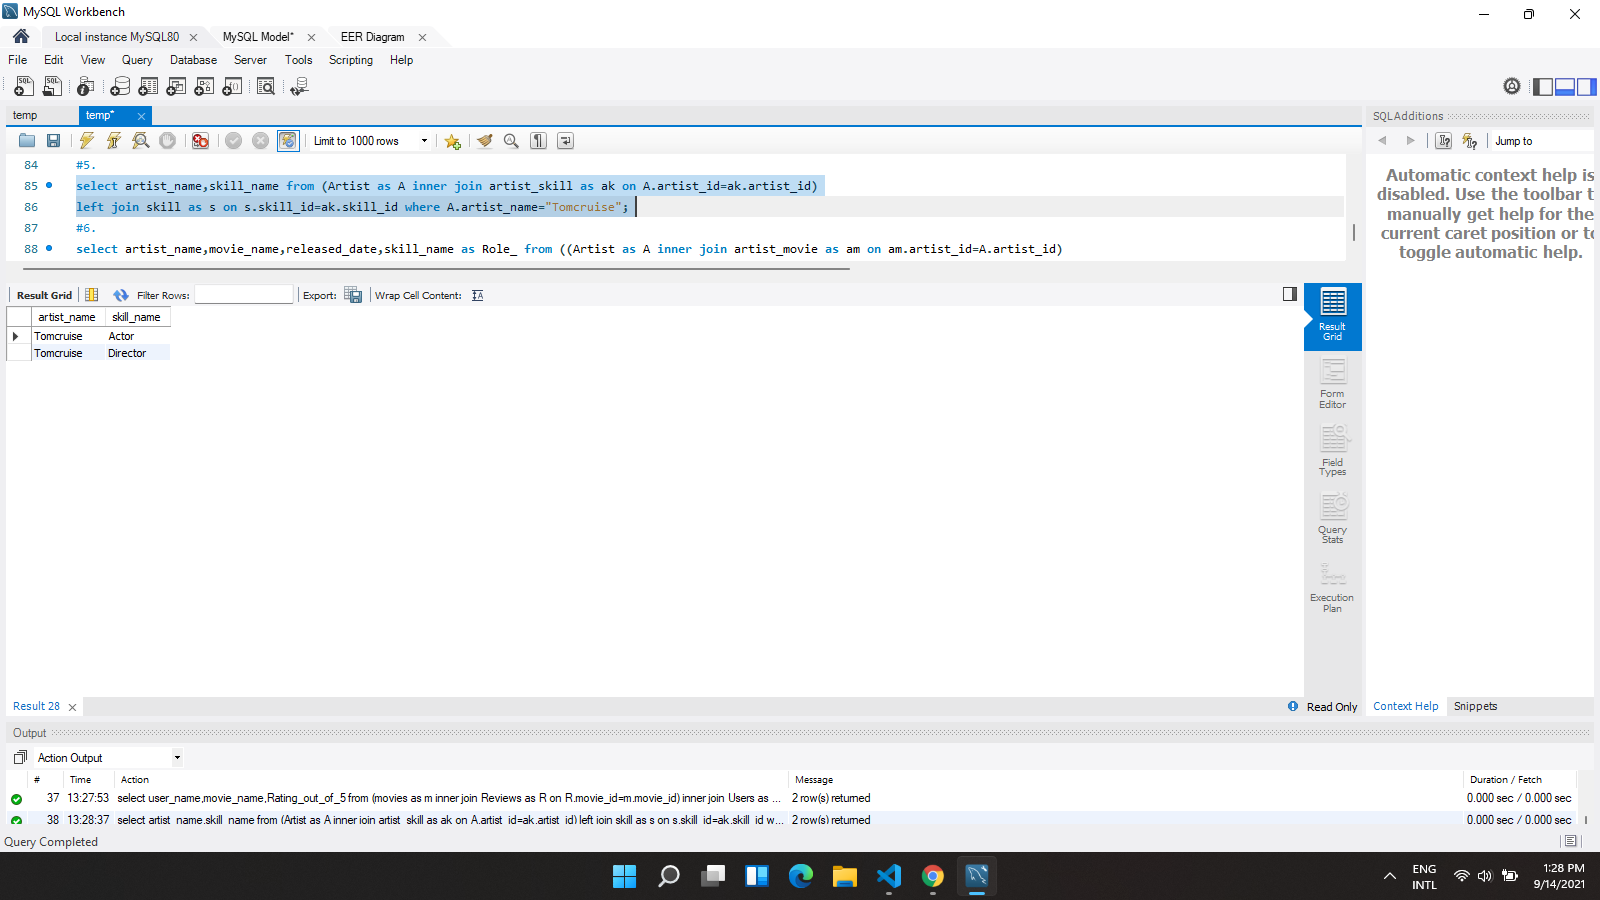 MySQL Workbench
Local instance MySQL80
MySQL Model*
EER Diagram
File Edit View Query Database Server Tools Scripting Help
temp temp*
SQLAdditions
Limit to 1000 rows
Jump to
84 #5.
85 select artist_name,skill_name from (Artist as A inner join artist_skill as ak on A.artist_id=ak.artist_id)
86 left join skill as s on s.skill_id=ak.skill_id where A.artist_name="Tomcruise";
87 #6.
88 select artist_name,movie_name,released_date,skill_name as Role_ from ((Artist as A inner join artist_movie as am on am.artist_id=A.artist_id)
Automatic context help is
disabled. Use the toolbar t
manually get help for the
current caret position or to
toggle automatic help.
Result Grid Filter Rows: Export: Wrap Cell Content:
artist_name skill_name
Tomcruise Actor
Tomcruise Director
Result
Grid
Form
Editor
Field
Types
Query
Stats
Execution
Plan
Result 28
Read Only
Context Help Snippets
Output
Action Output
# Time Action Message Duration / Fetch
37 13:27:53 select user_name,movie_name,Rating_out_of_5 from (movies as m inner join Reviews as R on R.movie_id=m.movie_id) inner join Users as ... 2 row(s) returned 0.000 sec / 0.000 sec
38 13:28:37 select artist_name,skill_name from (Artist as A inner join artist_skill as ak on A.artist_id=ak.artist_id) left join skill as s on s.skill_id=ak.skill_id w... 2 row(s) returned 0.000 sec / 0.000 sec
Query Completed
ENG
INTL
1:28 PM
9/14/2021